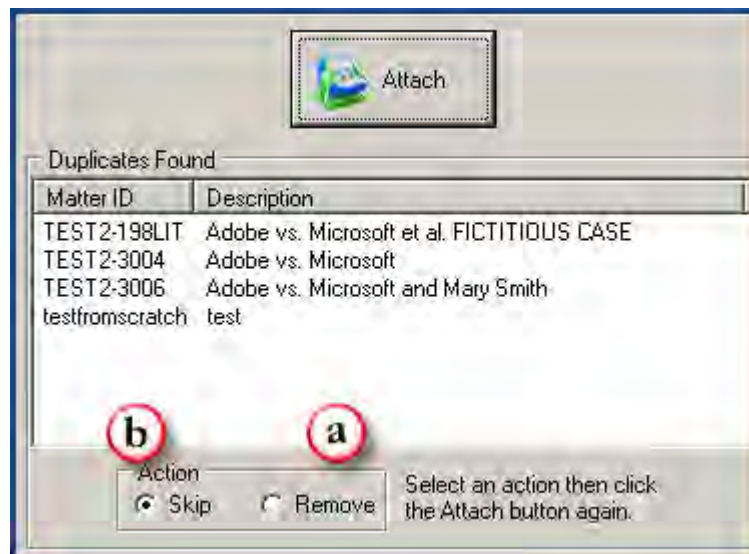 Attach
Duplicates Found
Matter ID Description
TEST2-198LIT Adobe vs. Microsoft et al. FICTITIOUS CASE
TEST2-3004 Adobe vs. Microsoft
TEST2-3006 Adobe vs. Microsoft and Mary Smith
testfromscratch test
b a
Action
Skip Remove
Select an action then click
the Attach button again.